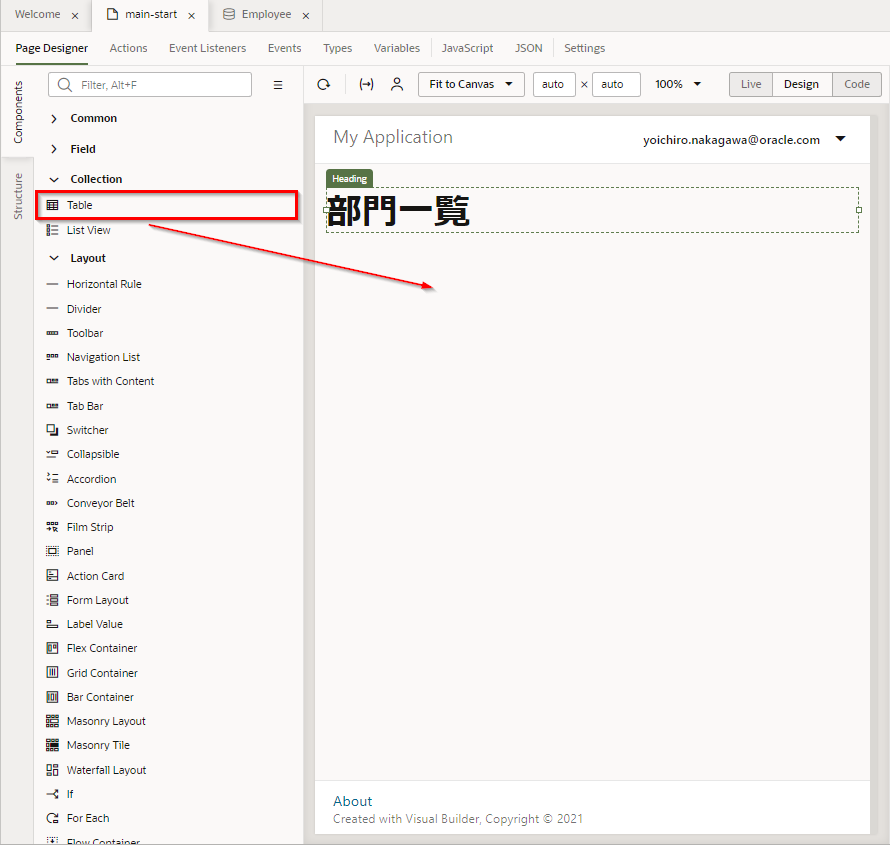 Welcome × main-start × Employee ×
Page Designer Actions Event Listeners Events Types Variables JavaScript JSON Settings
Components
Structure
Filter, Alt+F
Fit to Canvas auto × auto 100% Live Design Code
Common
Field
Collection
Table
List View
Layout
Horizontal Rule
Divider
Toolbar
Navigation List
Tabs with Content
Tab Bar
Switcher
Collapsible
Accordion
Conveyor Belt
Film Strip
Panel
Action Card
Form Layout
Label Value
Flex Container
Grid Container
Bar Container
Masonry Layout
Masonry Tile
Waterfall Layout
If
For Each
Flow Container
My Application yoichiro.nakagawa@oracle.com
Heading
部門一覧
About
Created with Visual Builder, Copyright © 2021